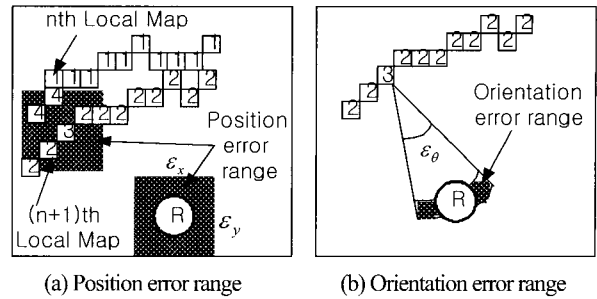 nth Local Map
1
1 1 1
1 1 1 1
1 1 1 1
2
2
4
2 2
2
2
4
2 2 2
3
2
2
Position
error
range
εx
εy
R
(n+1)th
Local Map
(a) Position error range
2 2
2 2
2
2 2 2
3
2
2
Orientation
error range
εθ
R
(b) Orientation error range